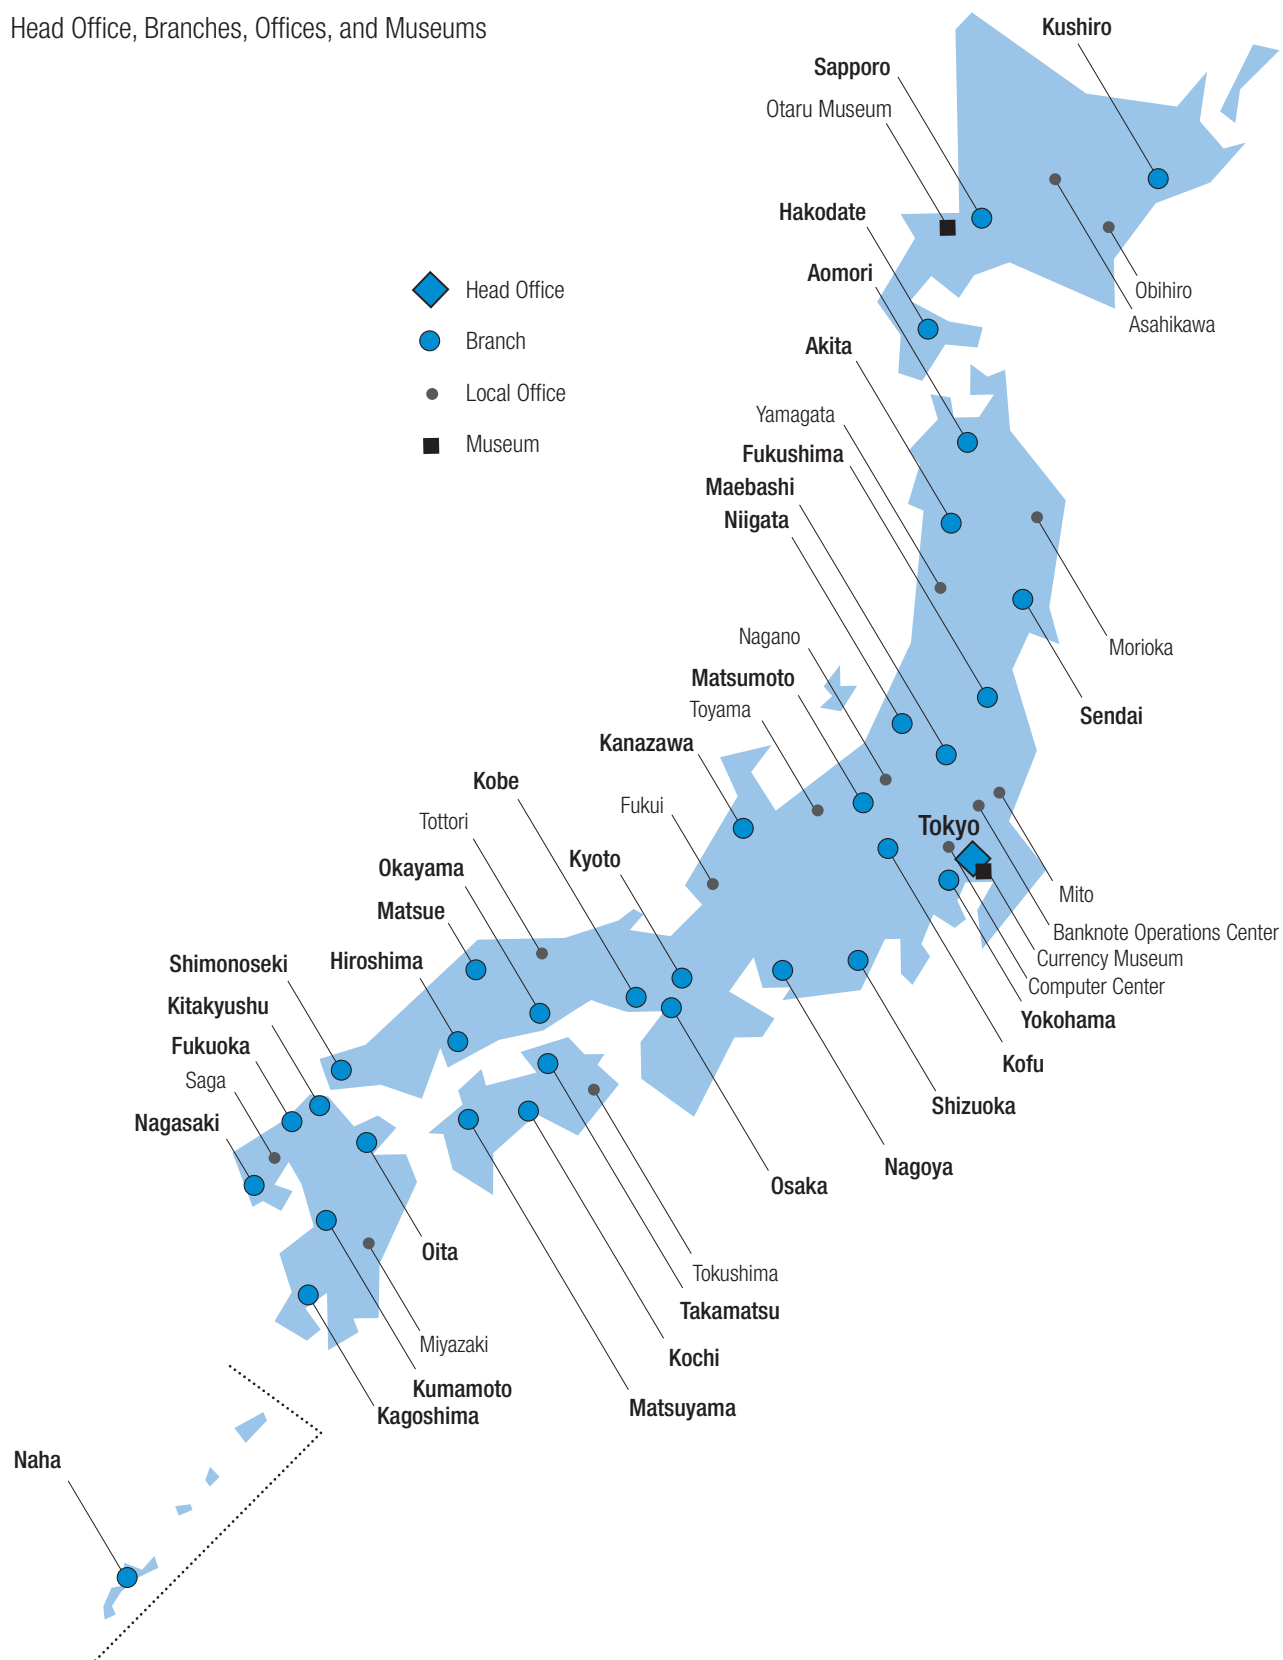 Head Office, Branches, Offices, and Museums
Kushiro
Sapporo
Otaru Museum
Hakodate
Aomori
Head Office
Obihiro
Asahikawa
Branch
Akita
Local Office
Yamagata
Museum
Fukushima
Maebashi
Niigata
Nagano
Morioka
Matsumoto
Toyama
Sendai
Kanazawa
Kobe
Fukui
Tottori
Tokyo
Kyoto
Okayama
Mito
Matsue
Banknote Operations Center
Currency Museum
Hiroshima
Shimonoseki
Computer Center
Kitakyushu
Yokohama
Fukuoka
Kofu
Saga
Shizuoka
Nagasaki
Nagoya
Osaka
Oita
Tokushima
Takamatsu
Miyazaki
Kochi
Kumamoto
Matsuyama
Kagoshima
Naha